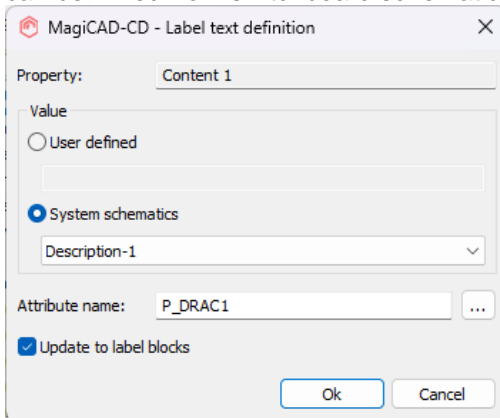 MagiCAD-CD - Label text definition
Property: Content 1
Value
User defined
System schematics
Description-1
Attribute name: P_DRAC1 ...
Update to label blocks
Ok Cancel